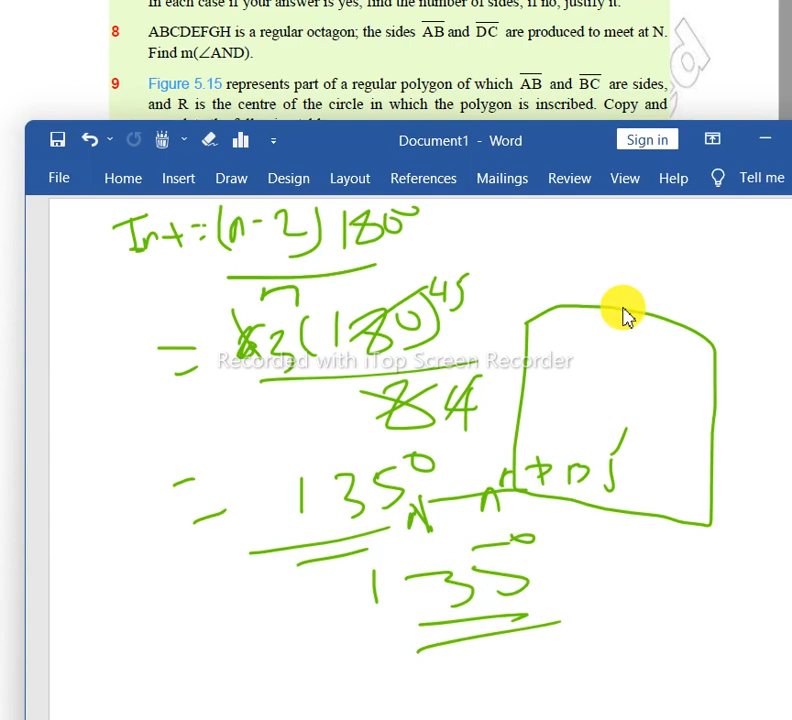 In each case if your answer is yes, find the number of sides, if no, justify it.
8 ABCDEFGH is a regular octagon; the sides AB and DC are produced to meet at N.
Find m(∠AND).
9 Figure 5.15 represents part of a regular polygon of which AB and BC are sides,
and R is the centre of the circle in which the polygon is inscribed. Copy and
Document1 - Word
Sign in
File Home Insert Draw Design Layout References Mailings Review View Help Tell me
Int = (n-2) 180°
n
= 3(180) 45
8 4
= 135°
N
135°
Recorded with iTop Screen Recorder